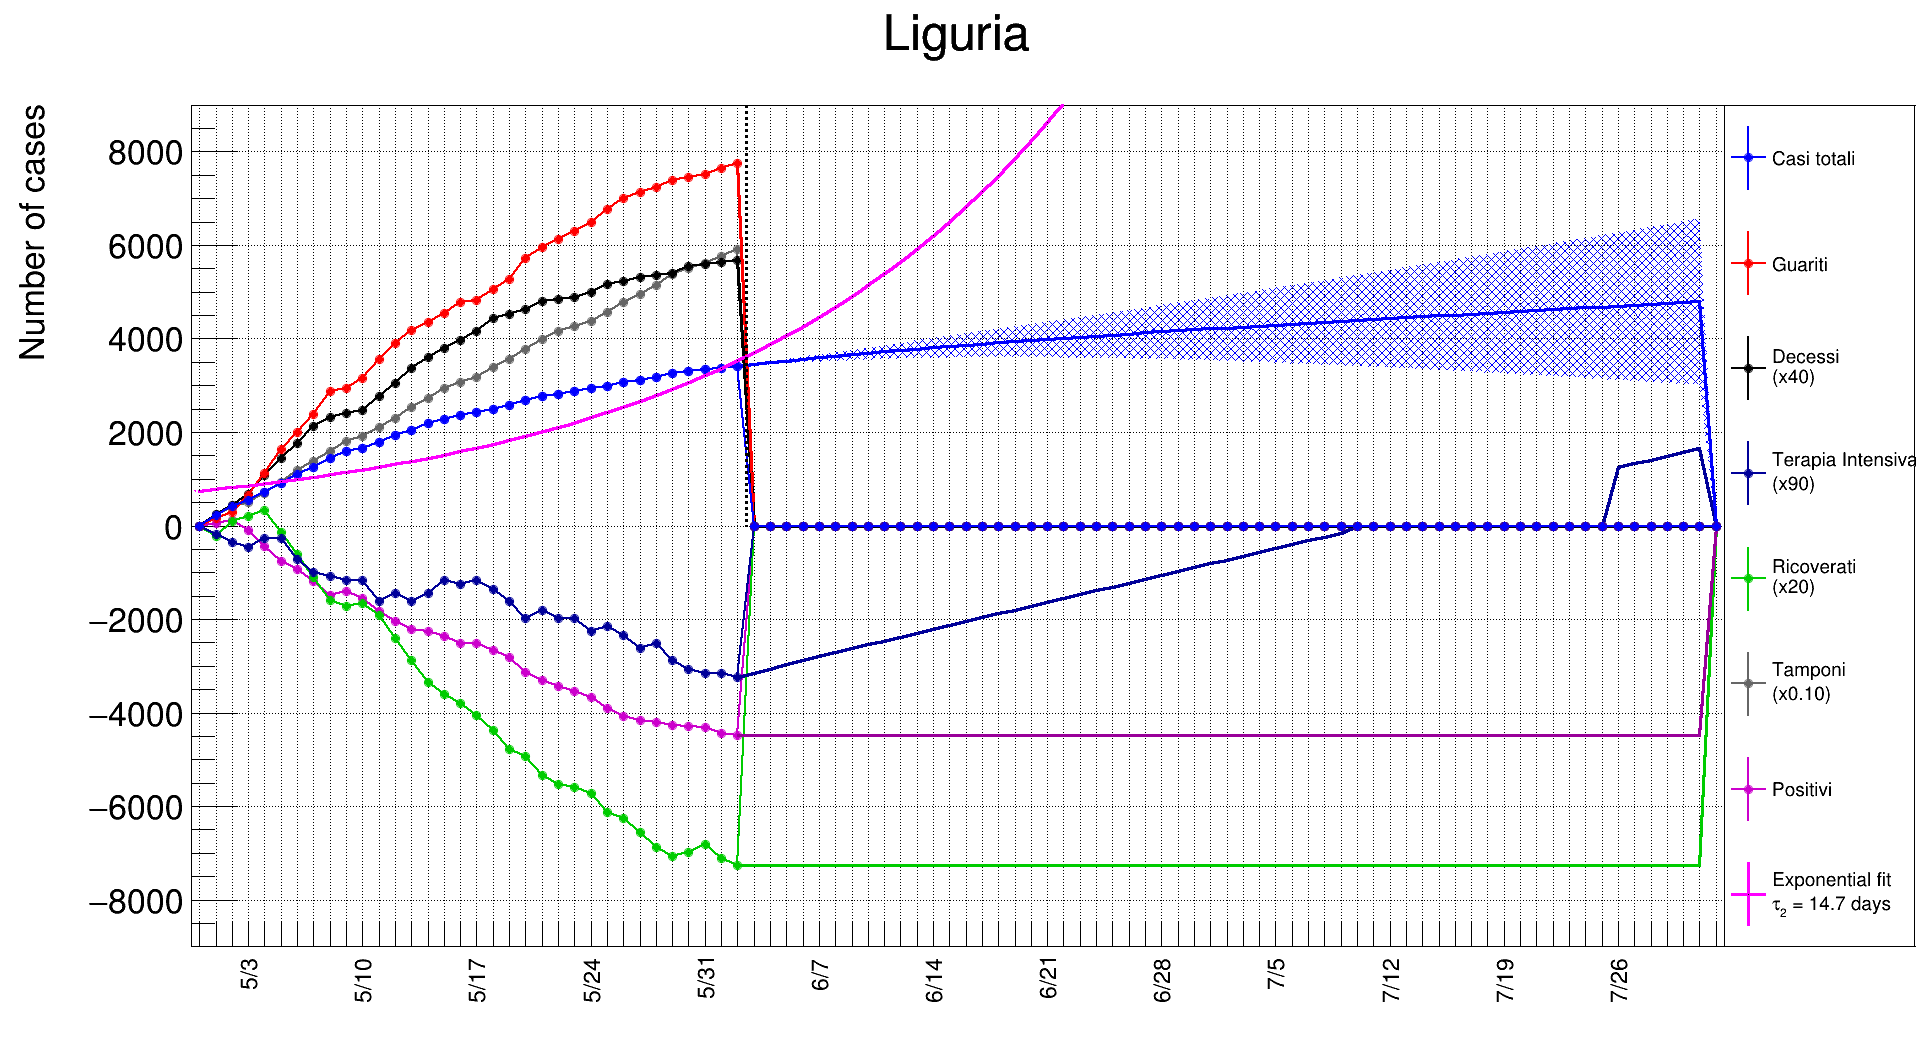 Liguria
Number of cases
8000
6000
4000
2000
0
−2000
−4000
−6000
−8000
5/3
5/10
5/17
5/24
5/31
6/7
6/14
6/21
6/28
7/5
7/12
7/19
7/26
Casi totali
Guariti
Decessi
(x40)
Terapia Intensiva
(x90)
Ricoverati
(x20)
Tamponi
(x0.10)
Positivi
Exponential fit
τ2 = 14.7 days